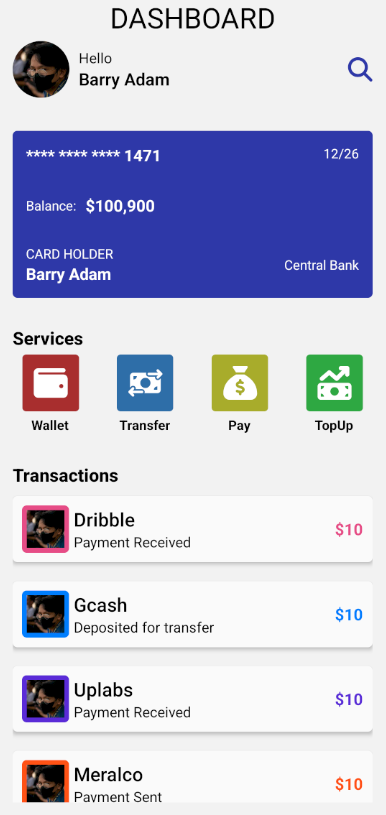 DASHBOARD
Hello
Barry Adam
**** **** **** 1471 12/26
Balance: $100,900
CARD HOLDER
Barry Adam
Central Bank
Services
Wallet Transfer Pay TopUp
Transactions
Dribble
Payment Received
$10
Gcash
Deposited for transfer
$10
Uplabs
Payment Received
$10
Meralco
Payment Sent
$10